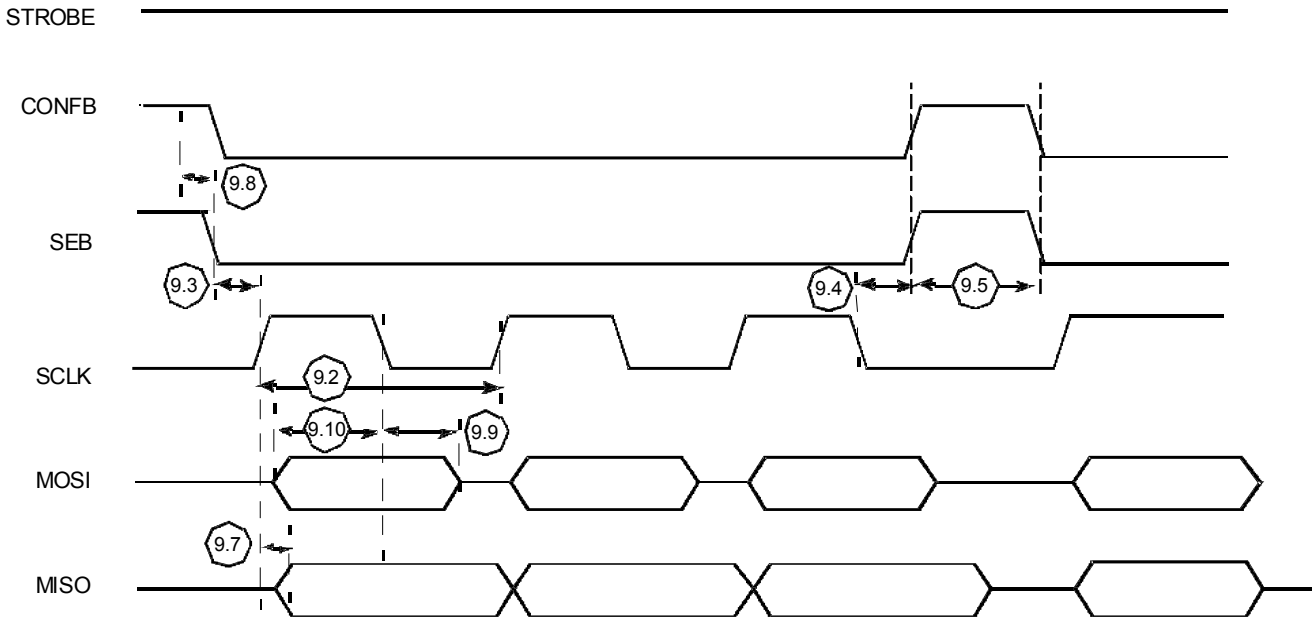 STROBE
CONFB
9.8
SEB
9.3
9.4
9.5
SCLK
9.2
9.10
9.9
MOSI
9.7
MISO